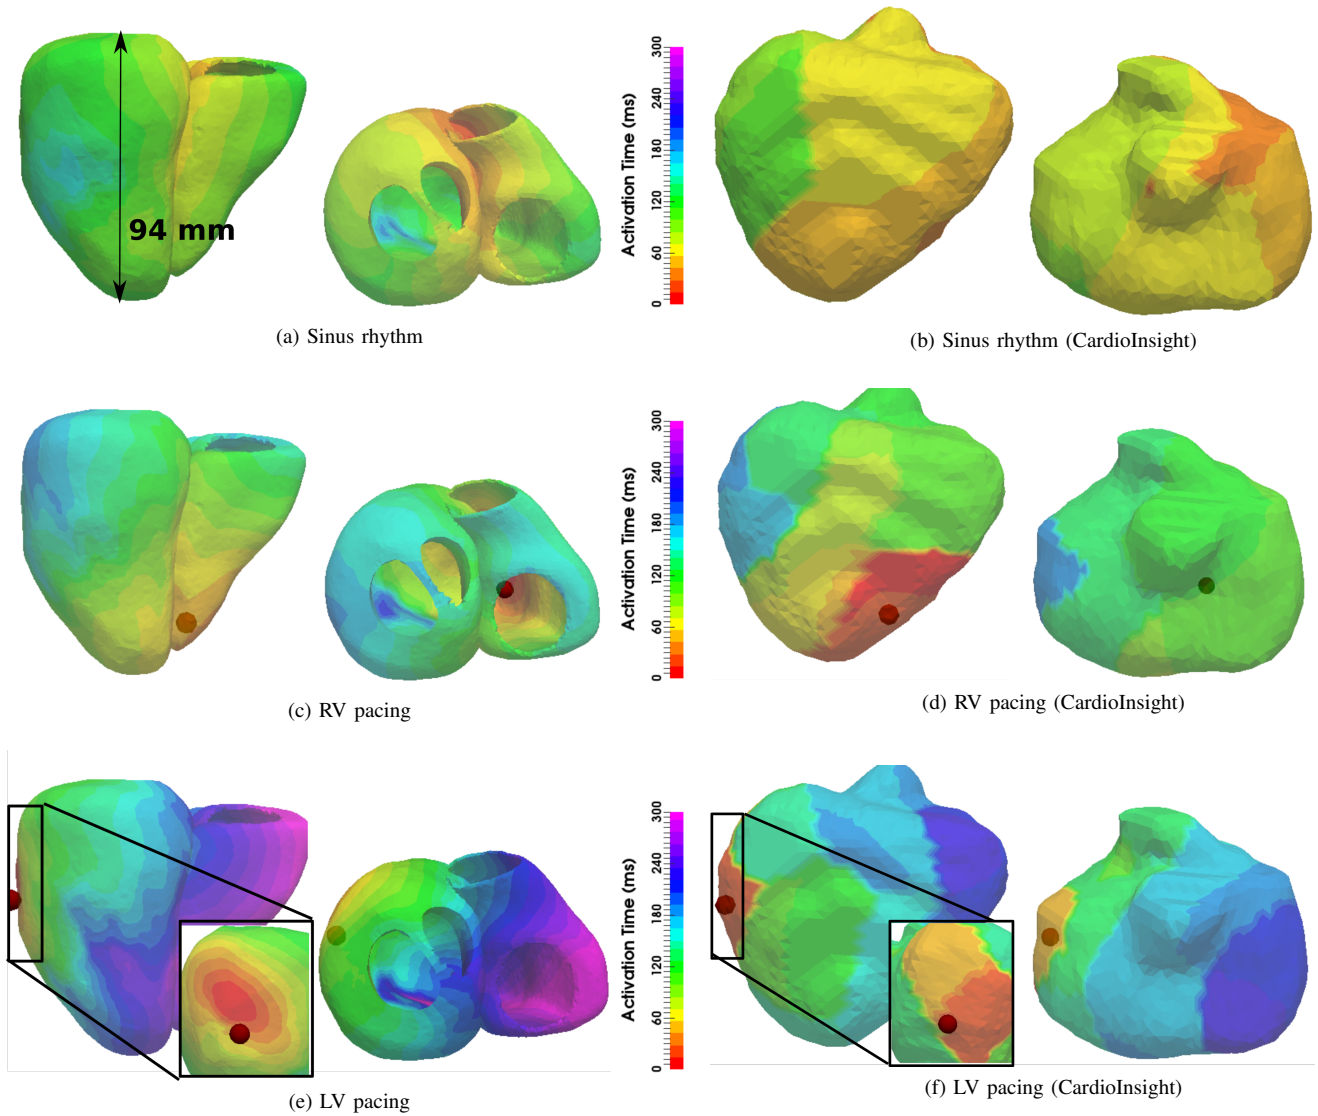 94 mm
Activation Time (ms)
0 60 120 180 240 300
(a) Sinus rhythm
(b) Sinus rhythm (CardioInsight)
Activation Time (ms)
0 60 120 180 240 300
(c) RV pacing
(d) RV pacing (CardioInsight)
Activation Time (ms)
0 60 120 180 240 300
(e) LV pacing
(f) LV pacing (CardioInsight)